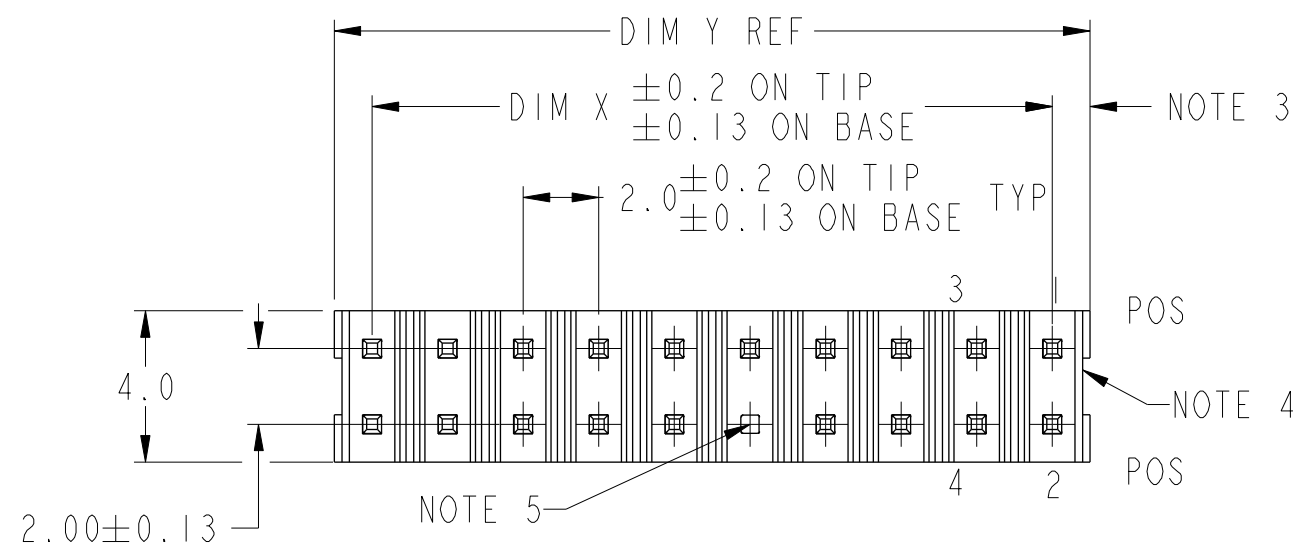 DIM Y REF
DIM X ±0.2 ON TIP
±0.13 ON BASE
NOTE 3
2.0 ±0.2 ON TIP
±0.13 ON BASE
TYP
3 1
POS
4.0
NOTE 4
4 2
POS
NOTE 5
2.00±0.13